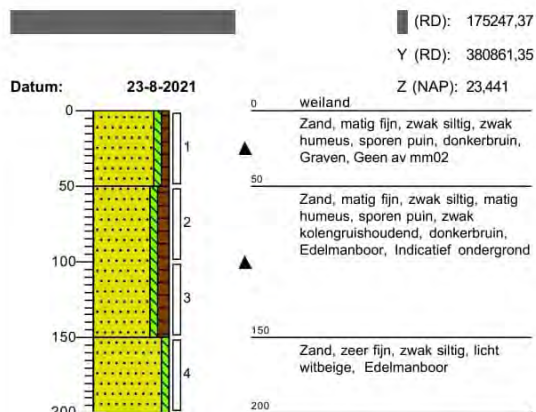 (RD): 175247,37
Y (RD): 380861,35
Datum: 23-8-2021 Z (NAP): 23,441
0 0 weiland
Zand, matig fijn, zwak siltig, zwak
humeus, sporen puin, donkerbruin,
Graven, Geen av mm02
1
50 50
Zand, matig fijn, zwak siltig, matig
humeus, sporen puin, zwak
kolengruishoudend, donkerbruin,
Edelmanboor, Indicatief ondergrond
2
100
3
150 150
Zand, zeer fijn, zwak siltig, licht
witbeige, Edelmanboor
4
200 200